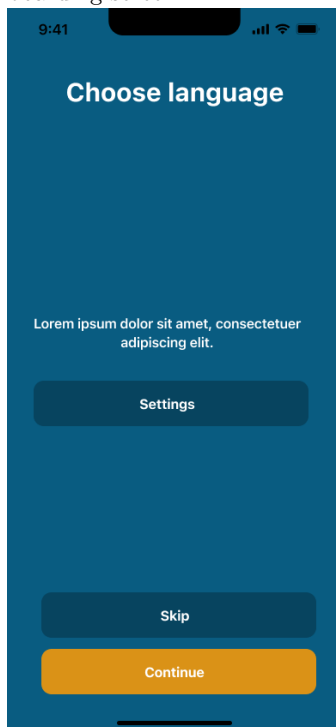 9:41
Choose language
Lorem ipsum dolor sit amet, consectetuer
adipiscing elit.
Settings
Skip
Continue